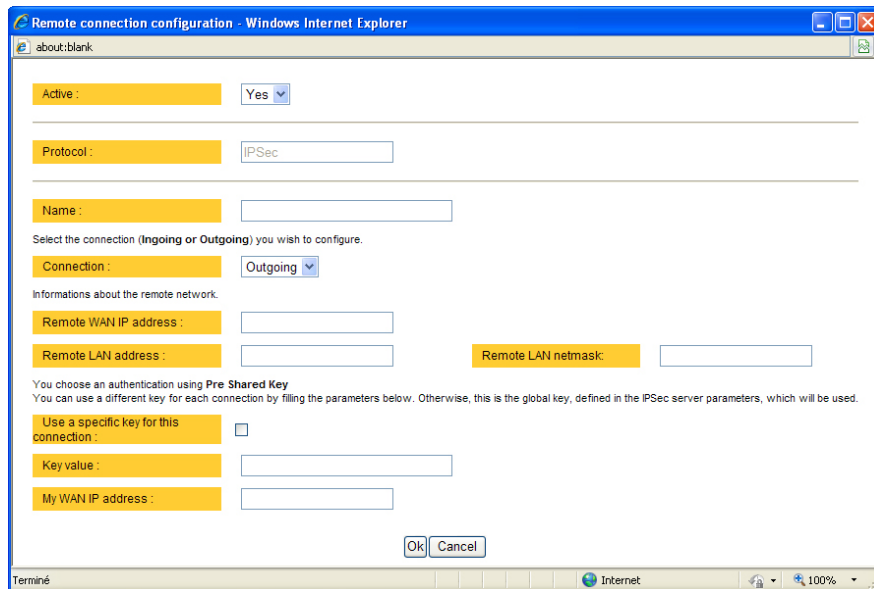 Remote connection configuration - Windows Internet Explorer
about:blank
Active :
Yes
Protocol :
IPSec
Name :
Select the connection (Ingoing or Outgoing) you wish to configure.
Connection :
Outgoing
Informations about the remote network.
Remote WAN IP address :
Remote LAN address :
Remote LAN netmask:
You choose an authentication using Pre Shared Key
You can use a different key for each connection by filling the parameters below. Otherwise, this is the global key, defined in the IPSec server parameters, which will be used.
Use a specific key for this
connection :
Key value :
My WAN IP address :
Ok Cancel
Terminé Internet 100%